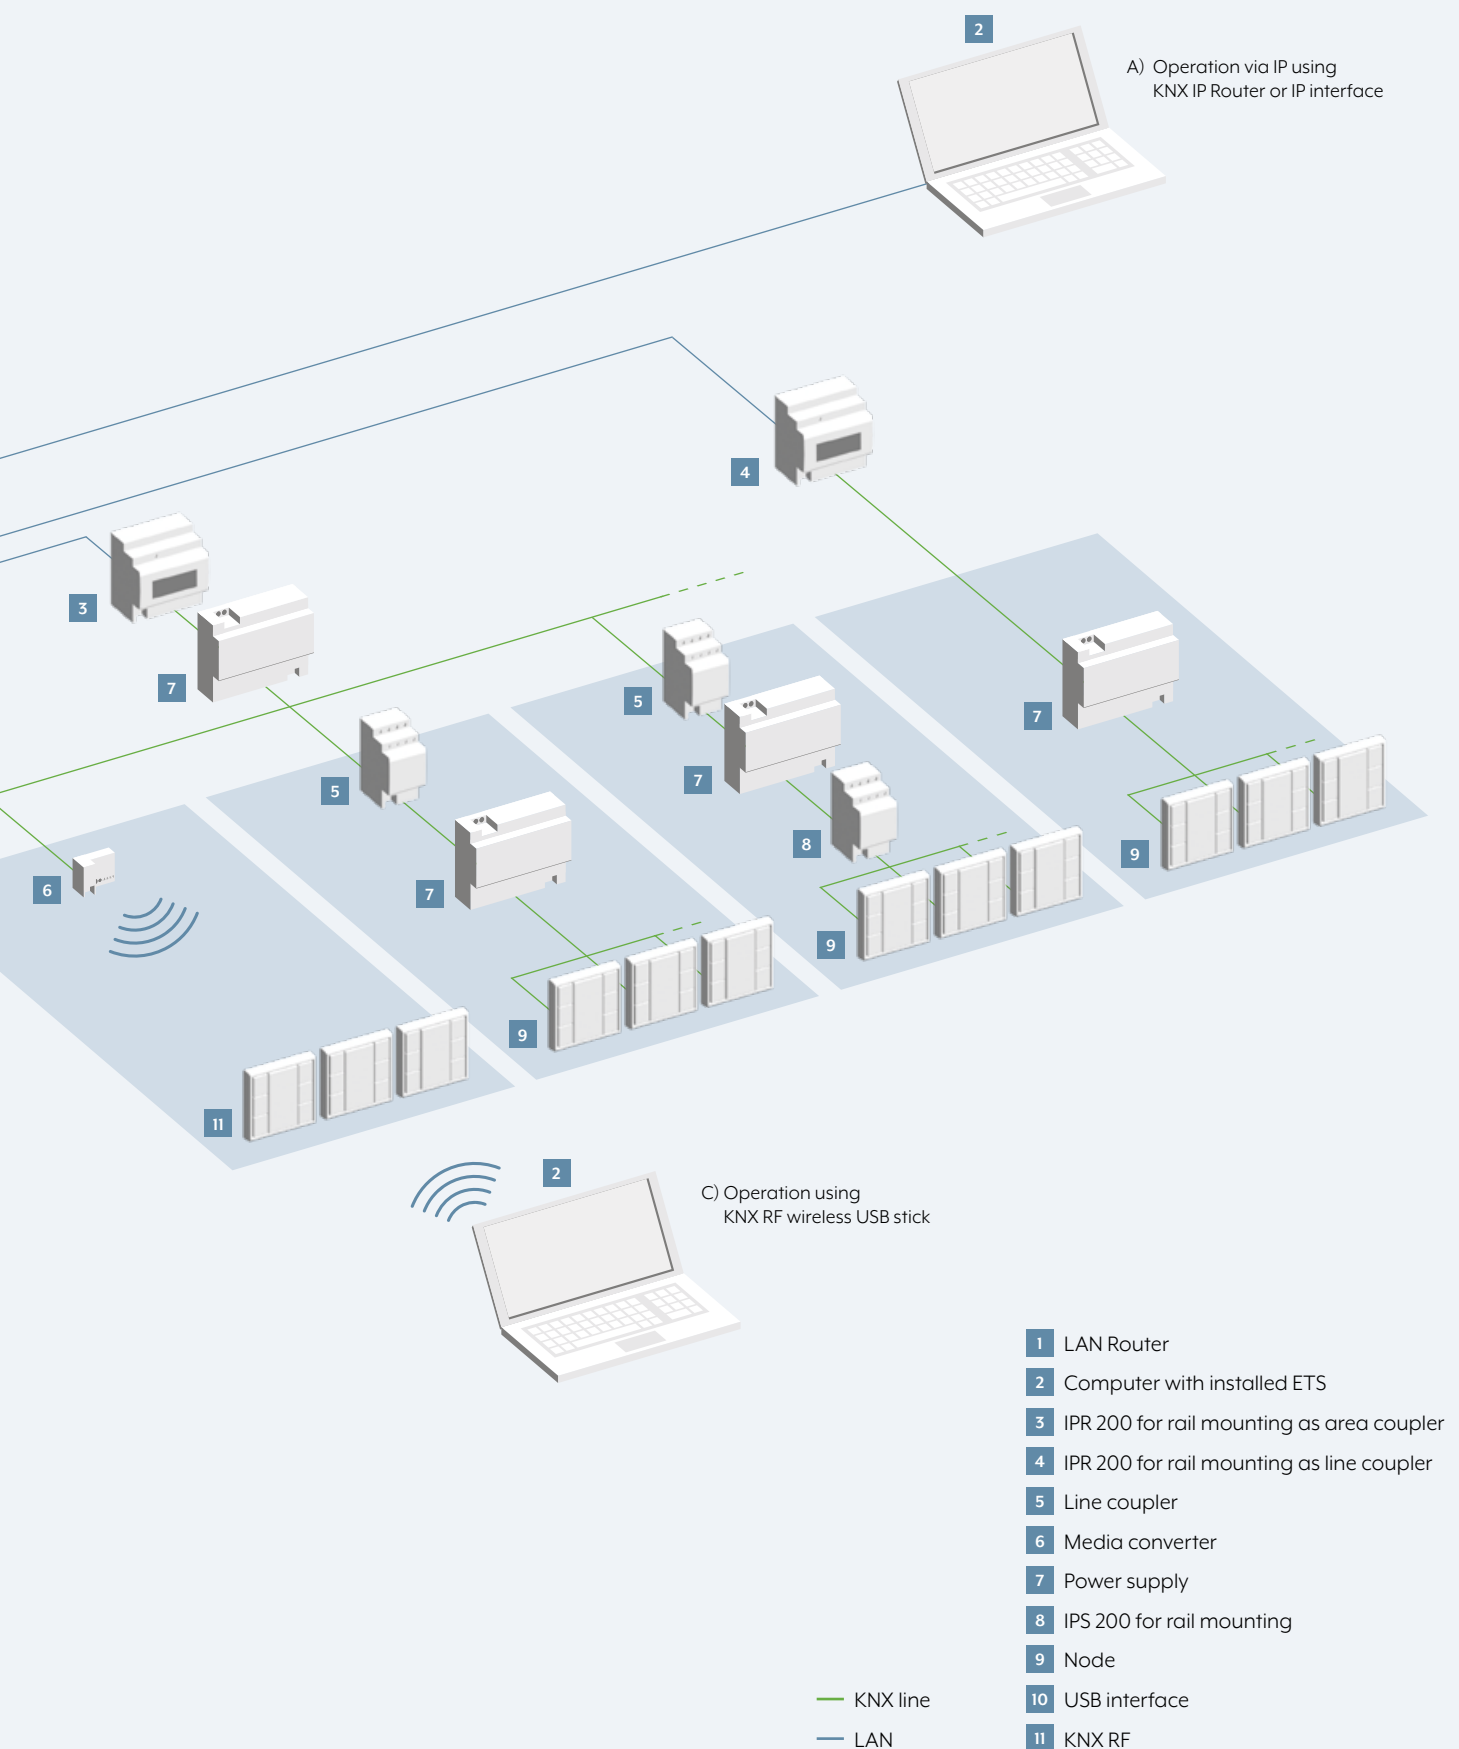 2
A) Operation via IP using
KNX IP Router or IP interface
4
3
7
5
7
5
7
7
8
9
6
7
9
9
11
2
C) Operation using
KNX RF wireless USB stick
1 LAN Router
2 Computer with installed ETS
3 IPR 200 for rail mounting as area coupler
4 IPR 200 for rail mounting as line coupler
5 Line coupler
6 Media converter
7 Power supply
8 IPS 200 for rail mounting
9 Node
10 USB interface
11 KNX RF
KNX line
LAN